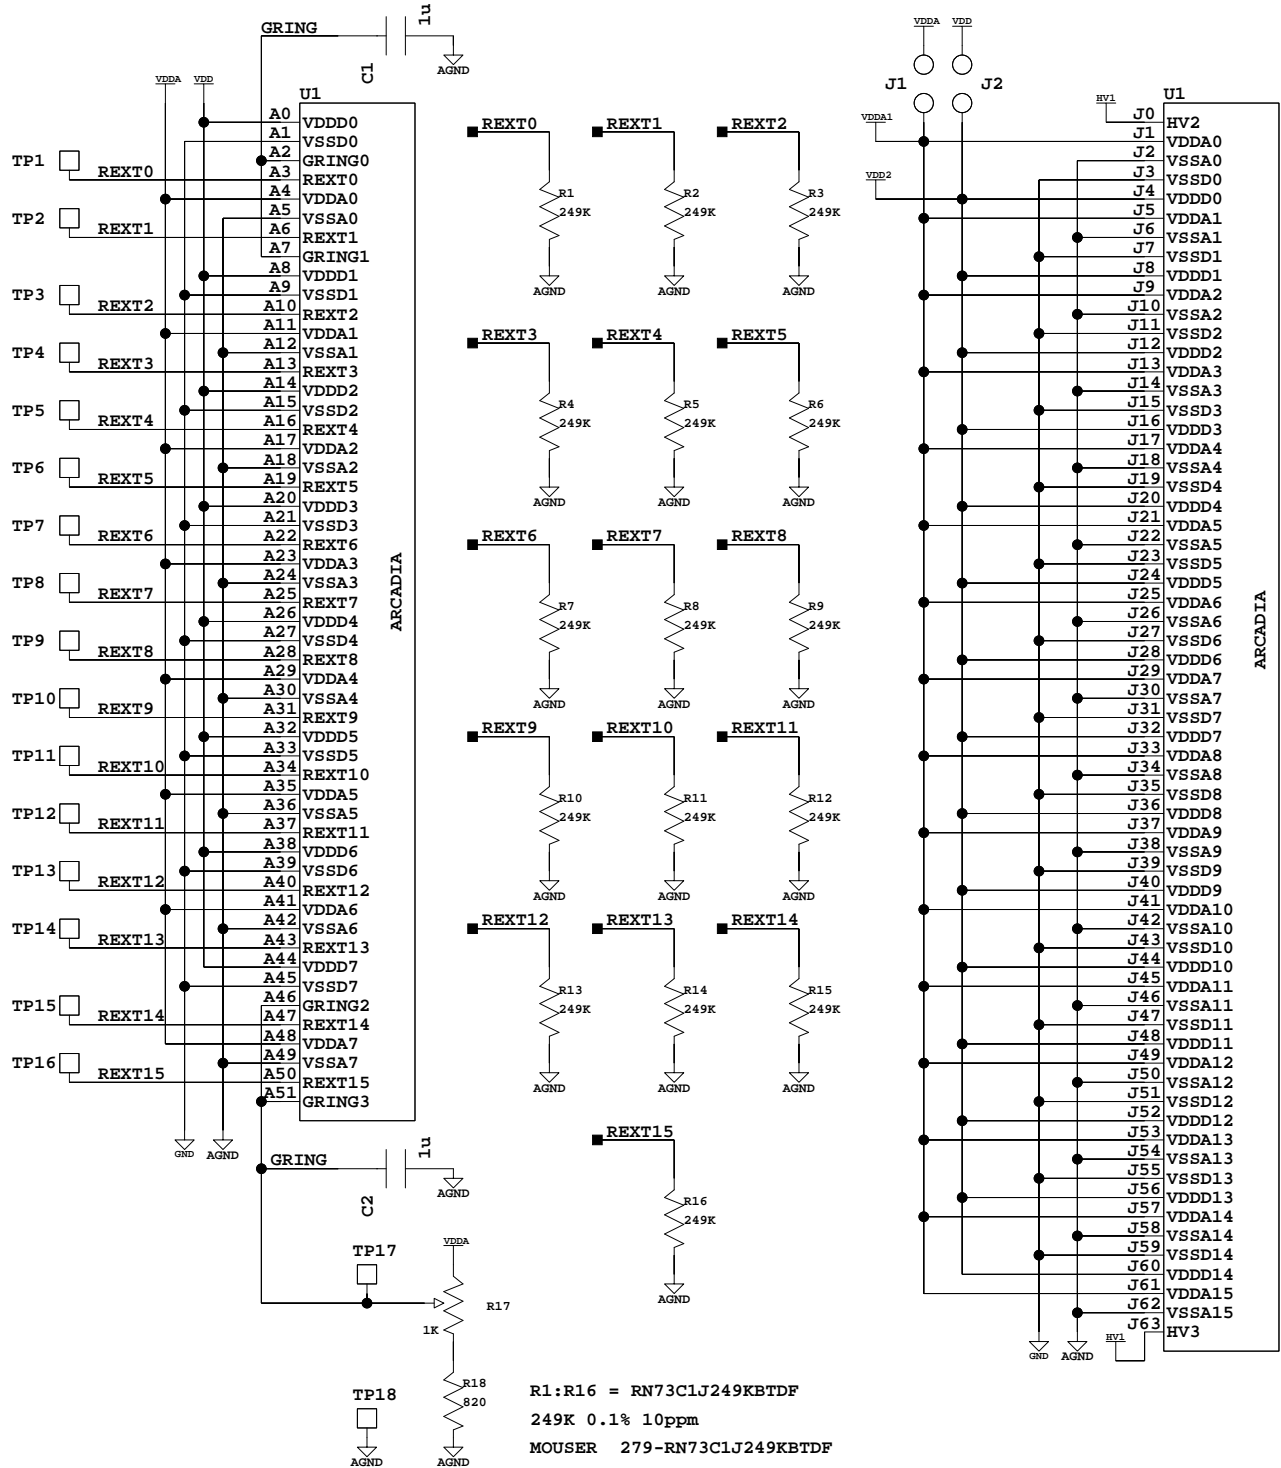 GRING
1u
C1
AGND
VDDA
VDD
U1
A0 VDDD0
A1 VSSD0
A2 GRING0
TP1 REXT0 A3 REXT0
A4 VDDA0
A5 VSSA0
TP2 REXT1 A6 REXT1
A7 GRING1
A8 VDDD1
A9 VSSD1
TP3 REXT2 A10 REXT2
A11 VDDA1
A12 VSSA1
TP4 REXT3 A13 REXT3
A14 VDDD2
A15 VSSD2
TP5 REXT4 A16 REXT4
A17 VDDA2
A18 VSSA2
TP6 REXT5 A19 REXT5
A20 VDDD3
A21 VSSD3
TP7 REXT6 A22 REXT6
A23 VDDA3
A24 VSSA3
TP8 REXT7 A25 REXT7
A26 VDDD4
A27 VSSD4
TP9 REXT8 A28 REXT8
A29 VDDA4
A30 VSSA4
TP10 REXT9 A31 REXT9
A32 VDDD5
A33 VSSD5
TP11 REXT10 A34 REXT10
A35 VDDA5
A36 VSSA5
TP12 REXT11 A37 REXT11
A38 VDDD6
A39 VSSD6
TP13 REXT12 A40 REXT12
A41 VDDA6
A42 VSSA6
TP14 REXT13 A43 REXT13
A44 VDDD7
A45 VSSD7
A46 GRING2
TP15 REXT14 A47 REXT14
A48 VDDA7
A49 VSSA7
TP16 REXT15 A50 REXT15
A51 GRING3
ARCADIA
GND
AGND
GRING
1u
C2
AGND
VDDA
TP17
R17
1K
R18
820
TP18
AGND
AGND
REXT0 REXT1 REXT2
R1 R2 R3
249K 249K 249K
AGND AGND AGND
REXT3 REXT4 REXT5
R4 R5 R6
249K 249K 249K
AGND AGND AGND
REXT6 REXT7 REXT8
R7 R8 R9
249K 249K 249K
AGND AGND AGND
REXT9 REXT10 REXT11
R10 R11 R12
249K 249K 249K
AGND AGND AGND
REXT12 REXT13 REXT14
R13 R14 R15
249K 249K 249K
AGND AGND AGND
REXT15
R16
249K
AGND
R1:R16 = RN73C1J249KBTDF
249K 0.1% 10ppm
MOUSER 279-RN73C1J249KBTDF
VDDA VDD
J1 J2
U1
HV1
VDDA1
VDD2
J0 HV2
J1 VDDA0
J2 VSSA0
J3 VSSD0
J4 VDDD0
J5 VDDA1
J6 VSSA1
J7 VSSD1
J8 VDDD1
J9 VDDA2
J10 VSSA2
J11 VSSD2
J12 VDDD2
J13 VDDA3
J14 VSSA3
J15 VSSD3
J16 VDDD3
J17 VDDA4
J18 VSSA4
J19 VSSD4
J20 VDDD4
J21 VDDA5
J22 VSSA5
J23 VSSD5
J24 VDDD5
J25 VDDA6
J26 VSSA6
J27 VSSD6
J28 VDDD6
J29 VDDA7
J30 VSSA7
J31 VSSD7
J32 VDDD7
J33 VDDA8
J34 VSSA8
J35 VSSD8
J36 VDDD8
J37 VDDA9
J38 VSSA9
J39 VSSD9
J40 VDDD9
J41 VDDA10
J42 VSSA10
J43 VSSD10
J44 VDDD10
J45 VDDA11
J46 VSSA11
J47 VSSD11
J48 VDDD11
J49 VDDA12
J50 VSSA12
J51 VSSD12
J52 VDDD12
J53 VDDA13
J54 VSSA13
J55 VSSD13
J56 VDDD13
J57 VDDA14
J58 VSSA14
J59 VSSD14
J60 VDDD14
J61 VDDA15
J62 VSSA15
J63 HV3
ARCADIA
GND
AGND
HV1